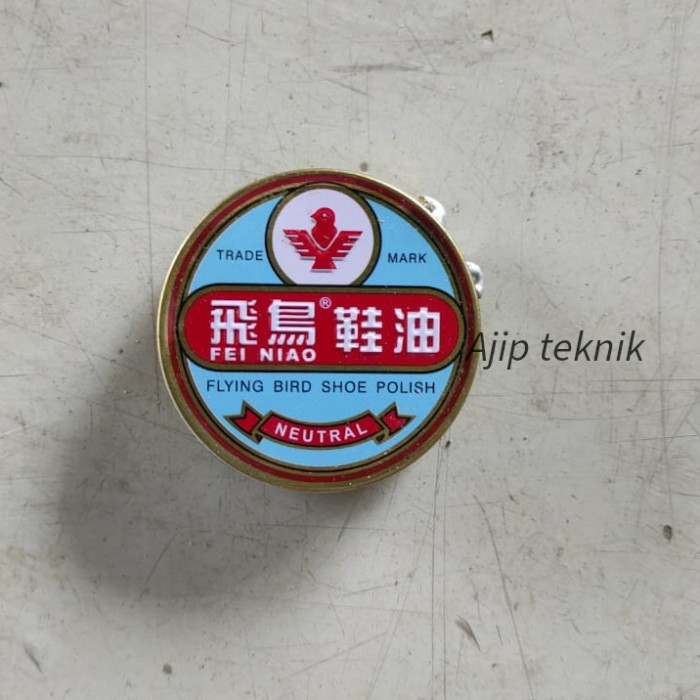 TRADE MARK
飛鳥® 鞋油
FEI NIAO
FLYING BIRD SHOE POLISH
NEUTRAL
Ajip teknik